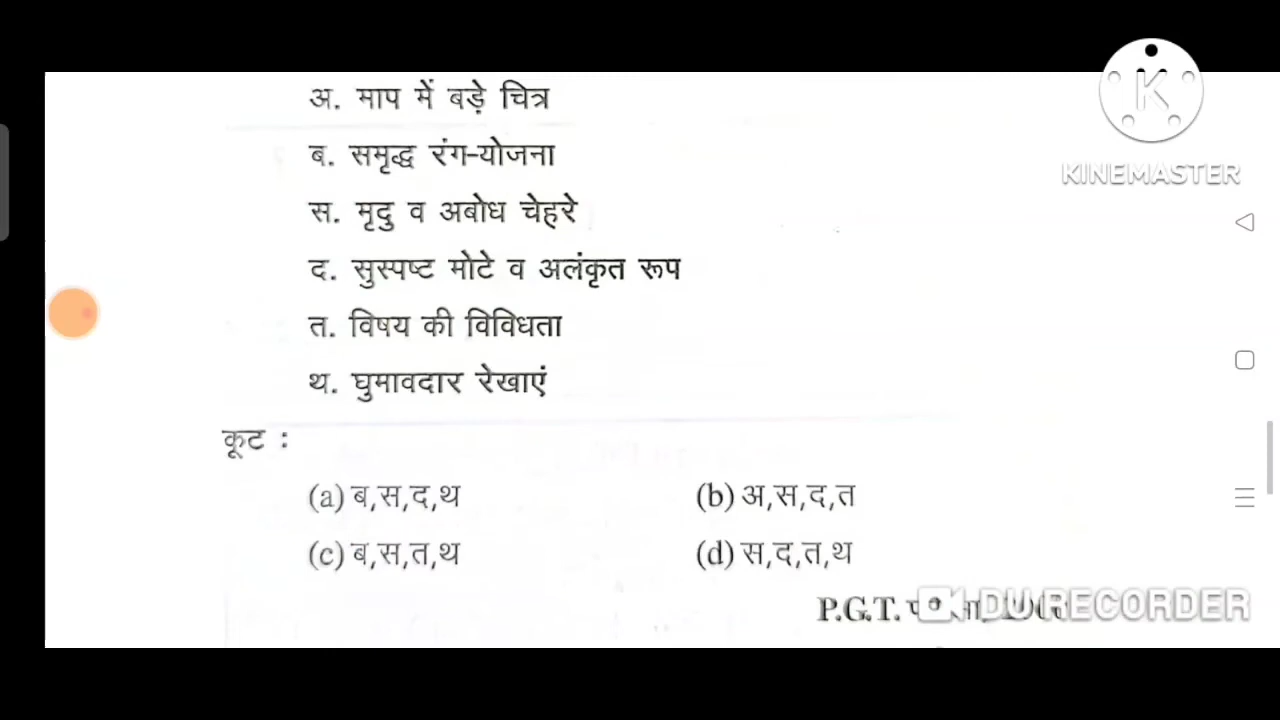 अ. माप में बड़े चित्र
KINEMASTER
ब. समृद्ध रंग-योजना
स. मृदु व अबोध चेहरे
द. सुस्पष्ट मोटे व अलंकृत रूप
त. विषय की विविधता
थ. घुमावदार रेखाएं
कूट :
(a) ब,स,द,थ (b) अ,स,द,त
(c) ब,स,त,थ (d) स,द,त,थ
P.G.T.
DU RECORDER